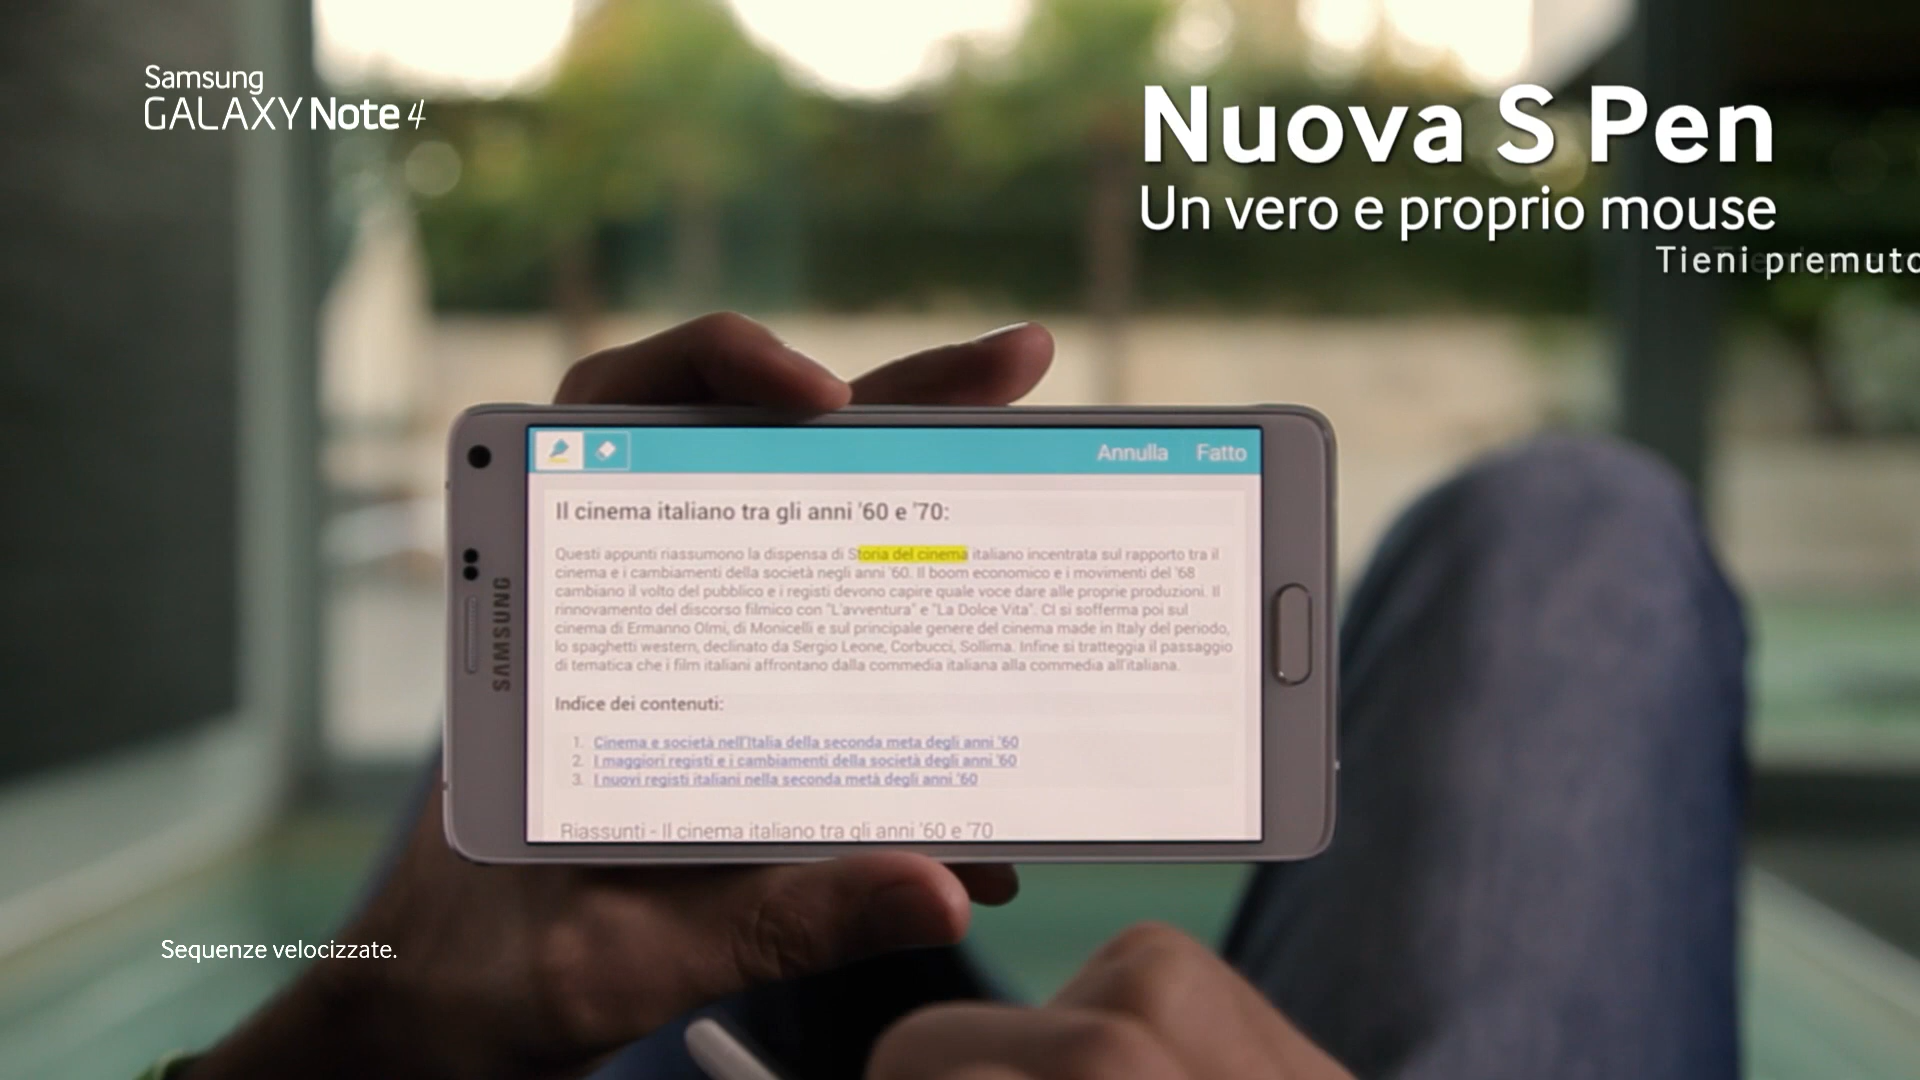 Samsung
GALAXY Note 4
Nuova S Pen
Un vero e proprio mouse
Tieni premuto
SAMSUNG
Annulla Fatto
Il cinema italiano tra gli anni '60 e '70:
Questi appunti riassumono la dispensa di Storia del cinema italiano incentrata sul rapporto tra il
cinema e i cambiamenti della società negli anni '60. Il boom economico e i movimenti del '68
cambiano il volto del pubblico e i registi devono capire quale voce dare alle proprie produzioni. Il
rinnovamento del discorso filmico con "L'avventura" e "La Dolce Vita". CI si sofferma poi sul
cinema di Ermanno Olmi, di Monicelli e sul principale genere del cinema made in Italy del periodo,
lo spaghetti western, declinato da Sergio Leone, Corbucci, Sollima. Infine si tratteggia il passaggio
di tematica che i film italiani affrontano dalla commedia italiana alla commedia all'italiana.
Indice dei contenuti:
1. Cinema e società nell'Italia della seconda meta degli anni '60
2. I maggiori registi e i cambiamenti della società degli anni '60
3. I nuovi registi italiani nella seconda metà degli anni '60
Riassunti - Il cinema italiano tra gli anni '60 e '70
Sequenze velocizzate.